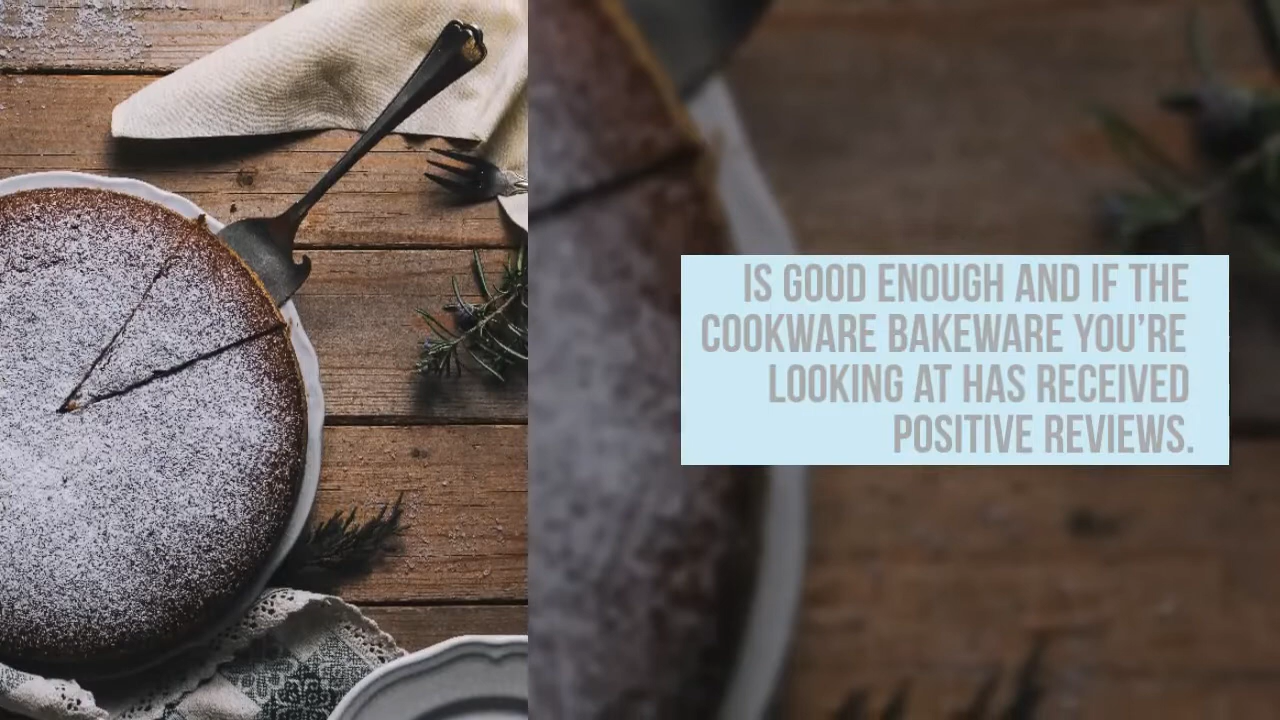 IS GOOD ENOUGH AND IF THE
COOKWARE BAKEWARE YOU’RE
LOOKING AT HAS RECEIVED
POSITIVE REVIEWS.